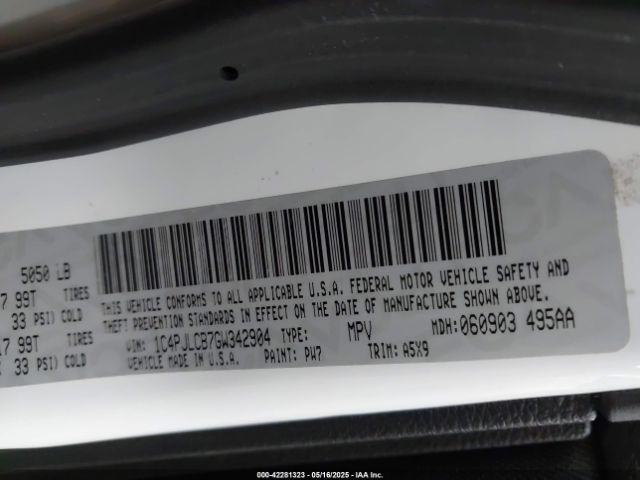 5050 LB
7 99T TIRES
33 PSI) COLD
17 99T TIRES
33 PSI) COLD
THIS VEHICLE CONFORMS TO ALL APPLICABLE U.S.A. FEDERAL MOTOR VEHICLE SAFETY AND
THEFT PREVENTION STANDARDS IN EFFECT ON THE DATE OF MANUFACTURE SHOWN ABOVE.
VIN: 1C4PJLCB7GW342904 TYPE: MPV MDH: 060903 495AA
VEHICLE MADE IN U.S.A. PAINT: PW7 TRIM: A5X9
000-42281323 - 05/16/2025 - IAA Inc.